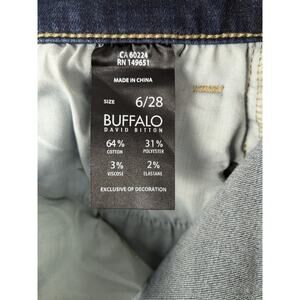 CA 60224
RN 149651
MADE IN CHINA
SIZE 6/28
BUFFALO
DAVID BITTON
64% 31%
COTTON POLYESTER
3% 2%
VISCOSE ELASTANE
EXCLUSIVE OF DECORATION